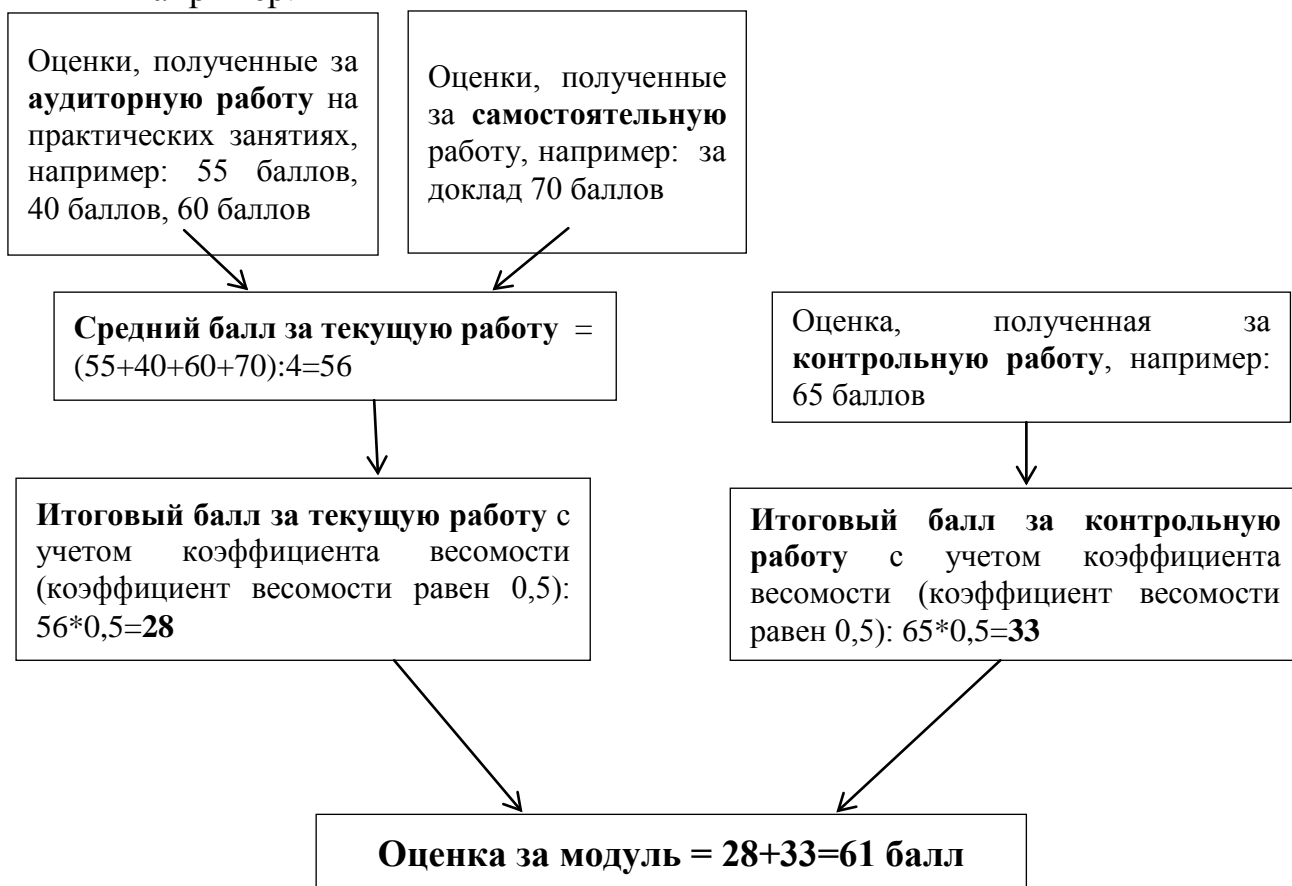 Оценки, полученные за
аудиторную работу на
практических занятиях,
например: 55 баллов,
40 баллов, 60 баллов
Оценки, полученные
за самостоятельную
работу, например: за
доклад 70 баллов
Средний балл за текущую работу =
(55+40+60+70):4=56
Оценка, полученная за
контрольную работу, например:
65 баллов
Итоговый балл за текущую работу с
учетом коэффициента весомости
(коэффициент весомости равен 0,5):
56*0,5=28
Итоговый балл за контрольную
работу с учетом коэффициента
весомости (коэффициент весомости
равен 0,5): 65*0,5=33
Оценка за модуль = 28+33=61 балл